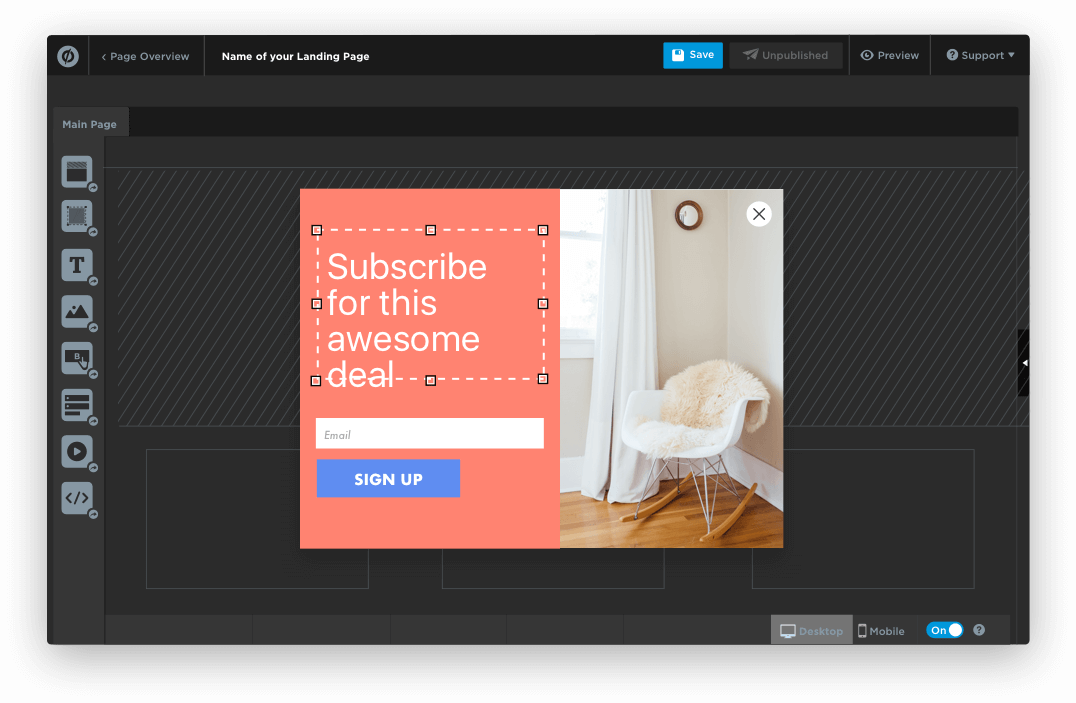 Page Overview
Name of your Landing Page
Save
Unpublished
Preview
Support
Main Page
T
B
</>
Subscribe
for this
awesome
deal
Email
SIGN UP
Desktop
Mobile
On
?